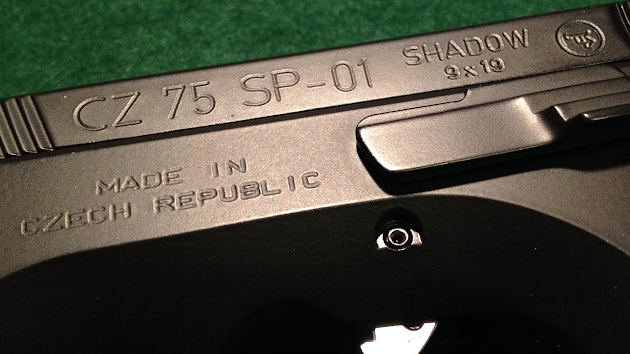 CZ 75 SP-01 SHADOW
9x19
MADE IN
CZECH REPUBLIC